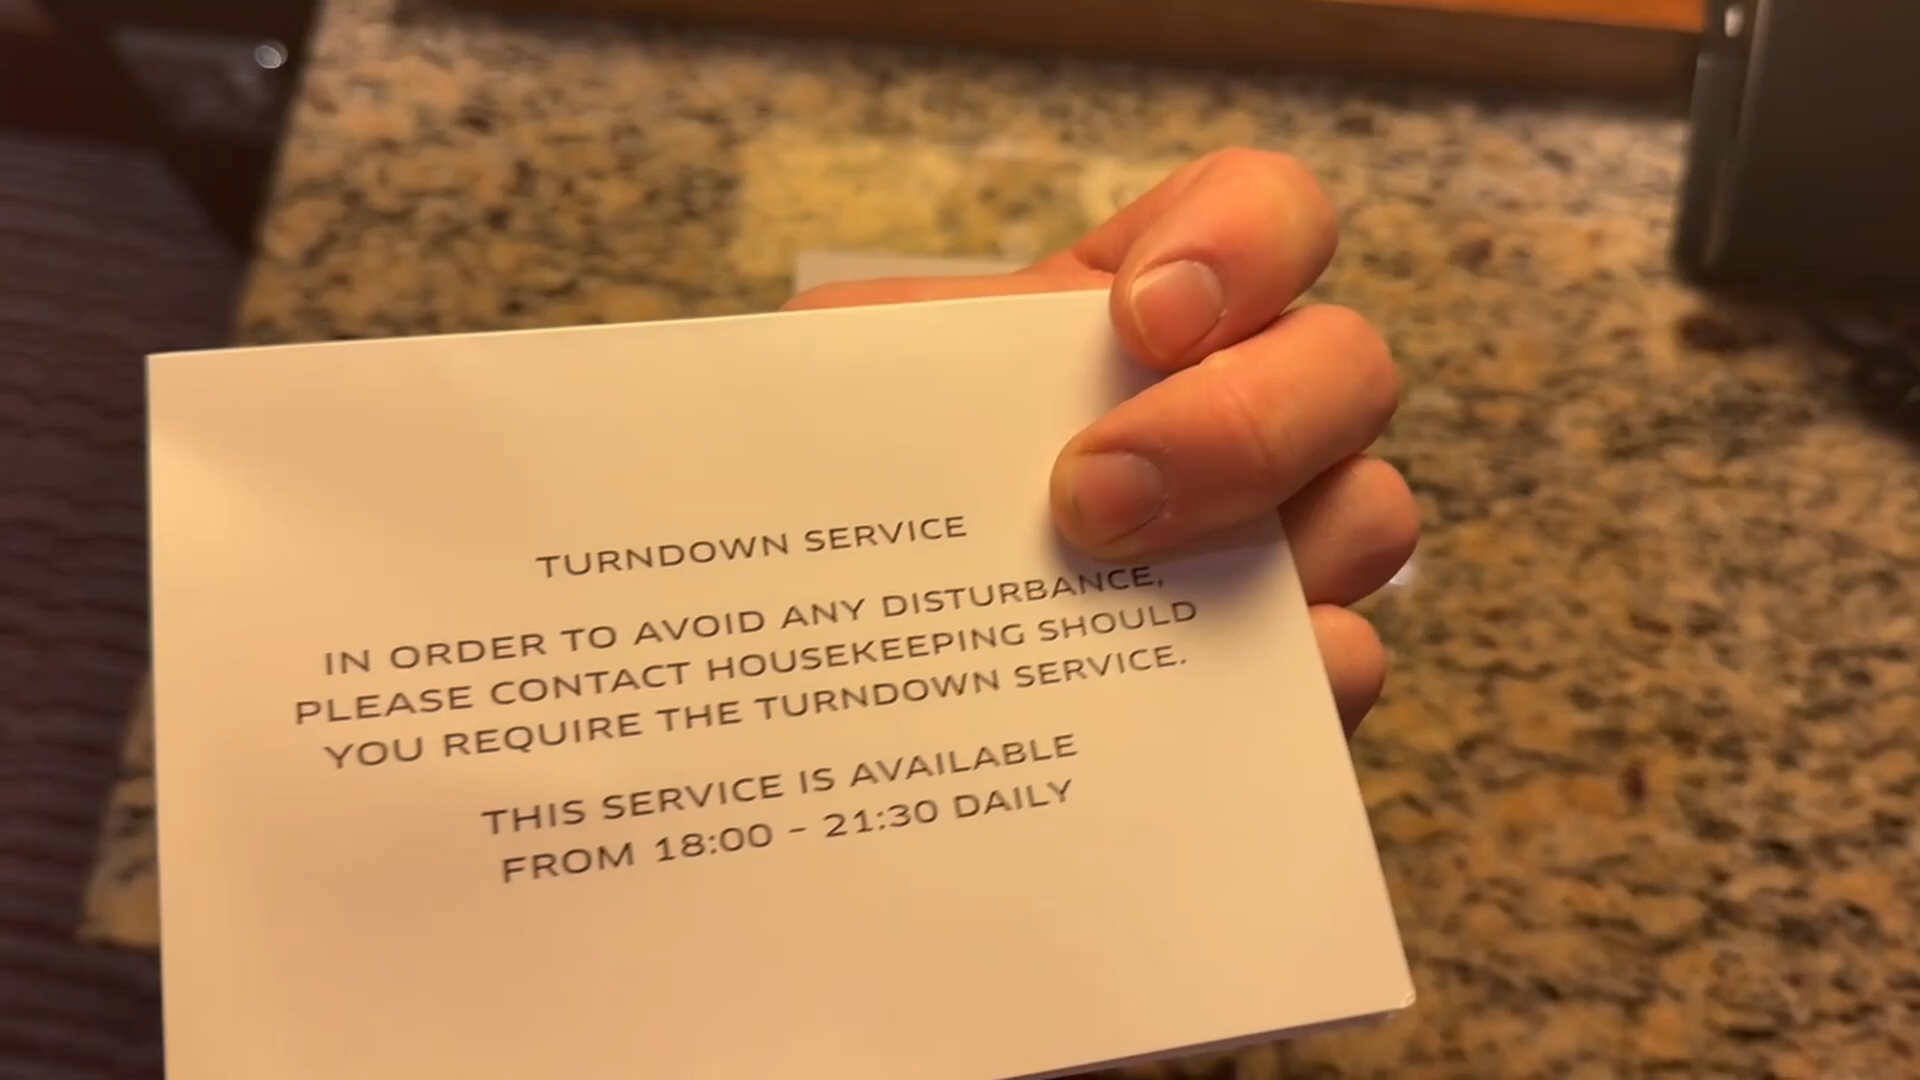 TURNDOWN SERVICE
IN ORDER TO AVOID ANY DISTURBANCE,
PLEASE CONTACT HOUSEKEEPING SHOULD
YOU REQUIRE THE TURNDOWN SERVICE.
THIS SERVICE IS AVAILABLE
FROM 18:00 – 21:30 DAILY